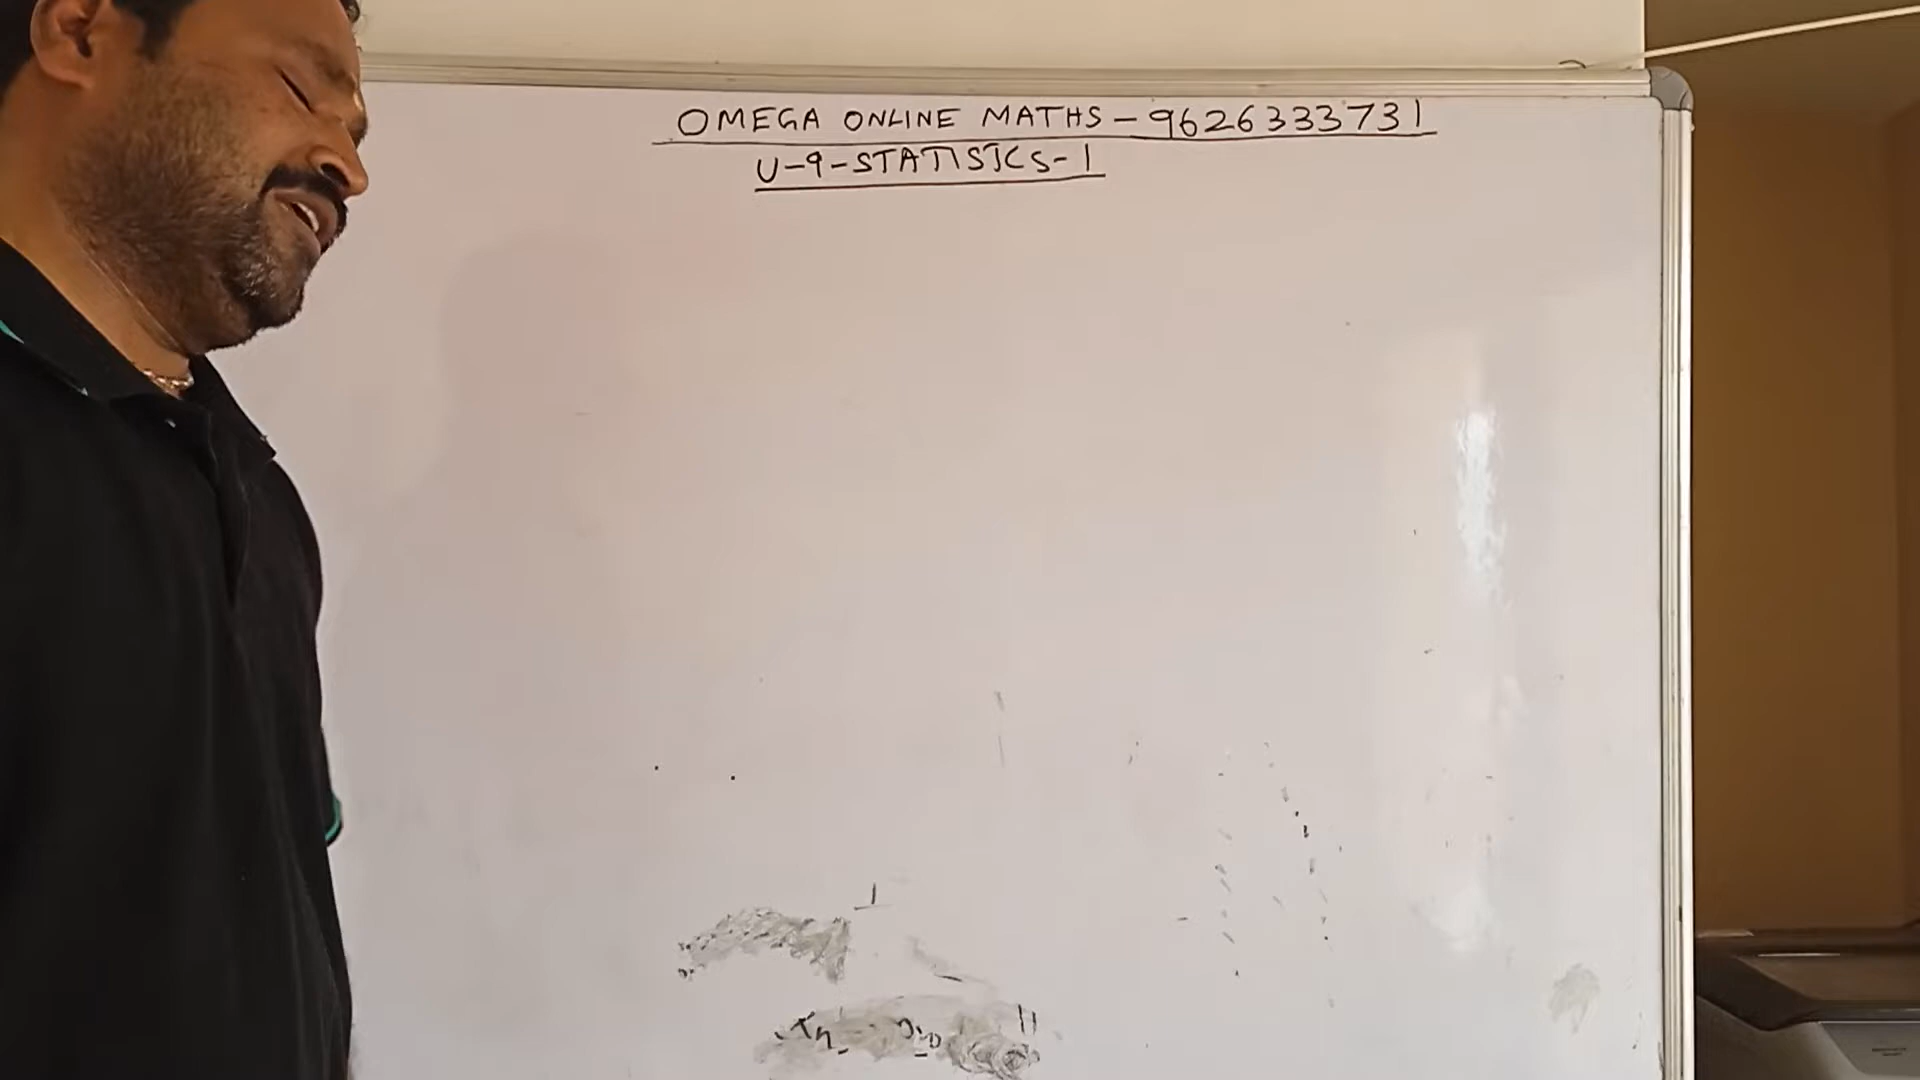 OMEGA ONLINE MATHS - 9626333731
U-9-STATISTICS-1